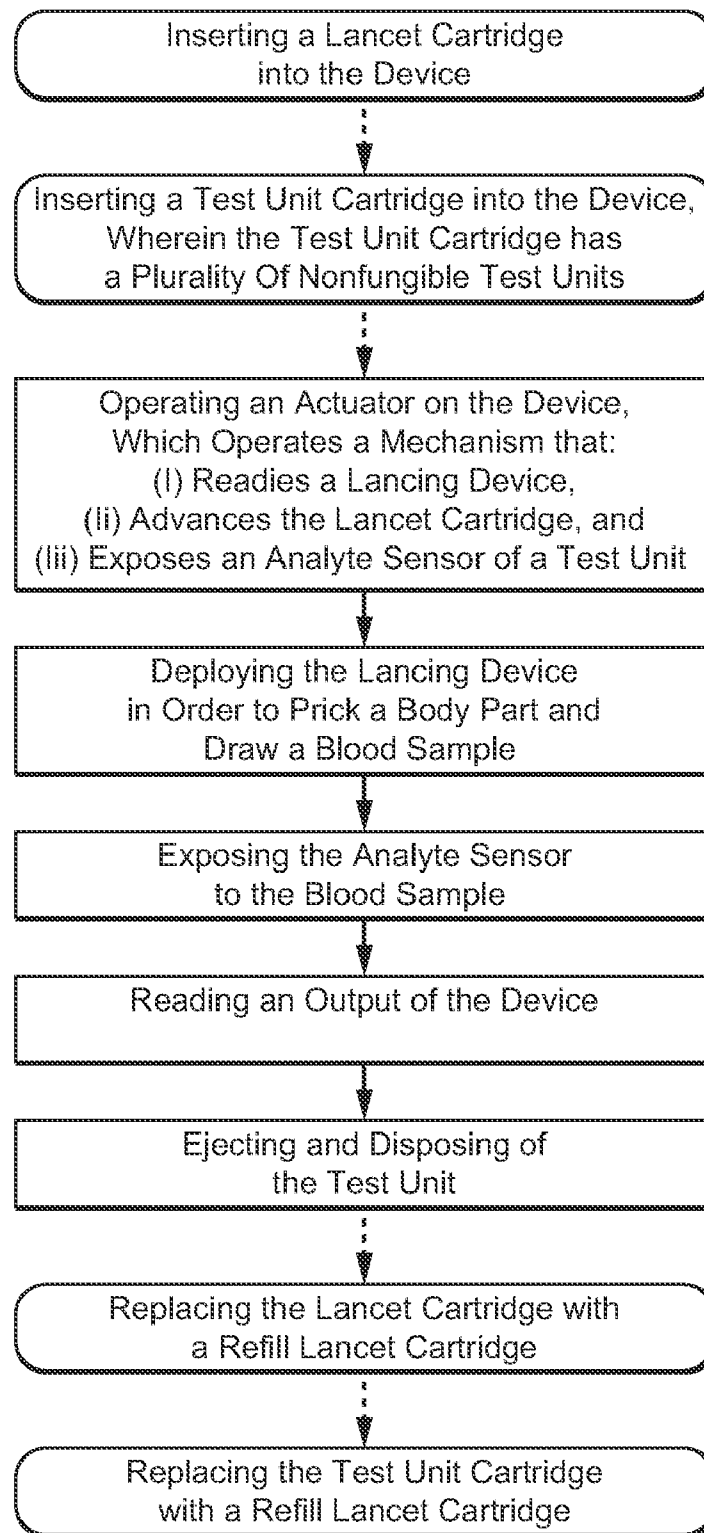 Inserting a Lancet Cartridge
into the Device
Inserting a Test Unit Cartridge into the Device,
Wherein the Test Unit Cartridge has
a Plurality Of Nonfungible Test Units
Operating an Actuator on the Device,
Which Operates a Mechanism that:
(I) Readies a Lancing Device,
(Ii) Advances the Lancet Cartridge, and
(Iii) Exposes an Analyte Sensor of a Test Unit
Deploying the Lancing Device
in Order to Prick a Body Part and
Draw a Blood Sample
Exposing the Analyte Sensor
to the Blood Sample
Reading an Output of the Device
Ejecting and Disposing of
the Test Unit
Replacing the Lancet Cartridge with
a Refill Lancet Cartridge
Replacing the Test Unit Cartridge
with a Refill Lancet Cartridge